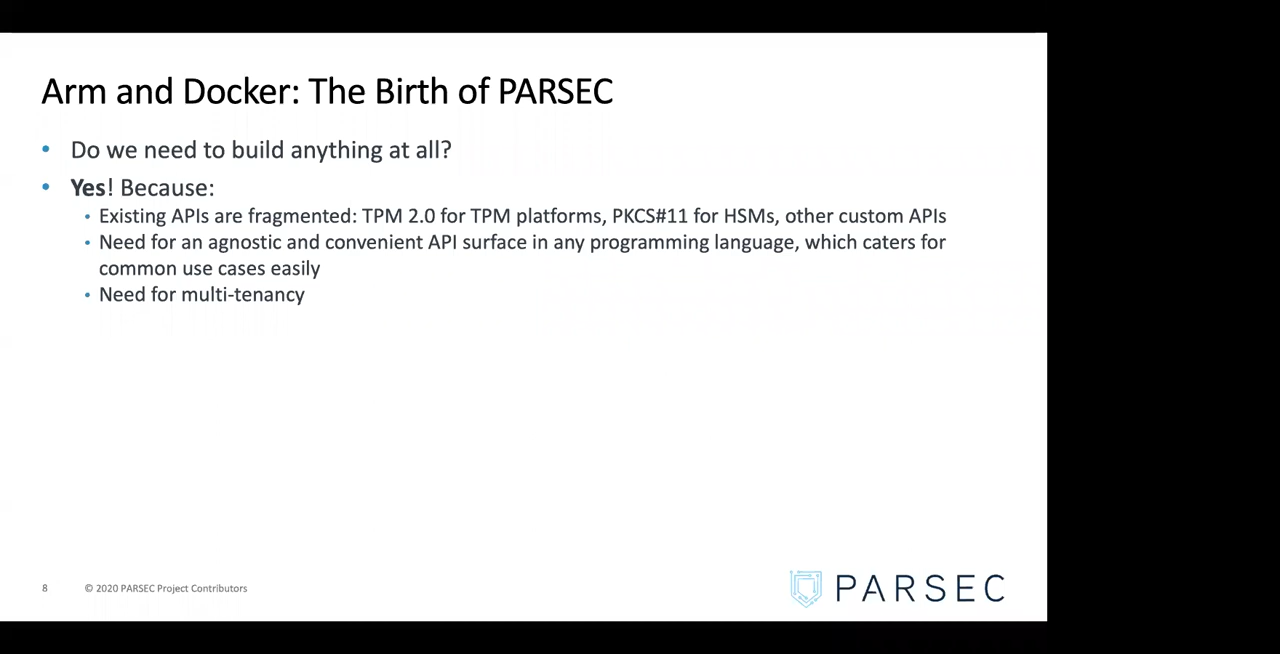 Arm and Docker: The Birth of PARSEC
• Do we need to build anything at all?
• Yes! Because:
• Existing APIs are fragmented: TPM 2.0 for TPM platforms, PKCS#11 for HSMs, other custom APIs
• Need for an agnostic and convenient API surface in any programming language, which caters for
common use cases easily
• Need for multi-tenancy
8 © 2020 PARSEC Project Contributors
PARSEC